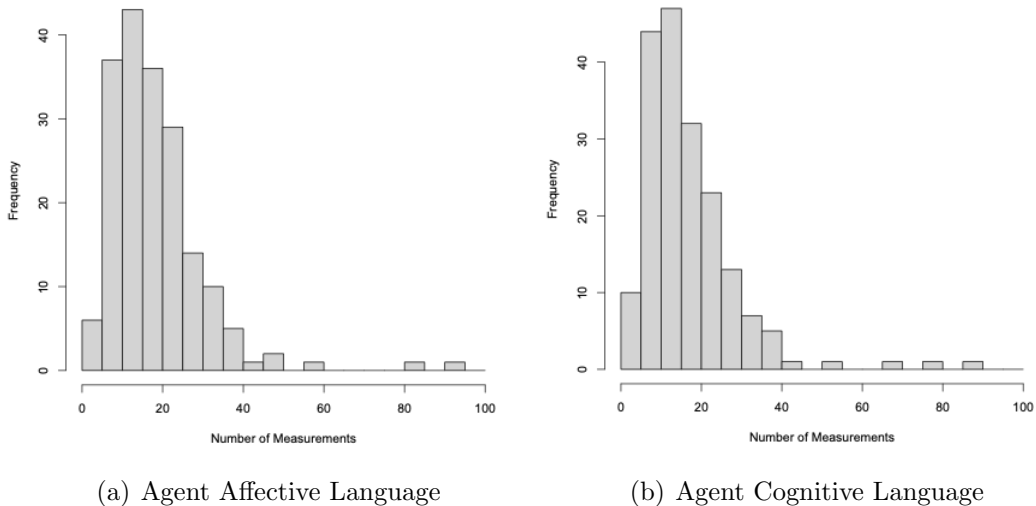 40
30
20
10
0
Frequency
0 20 40 60 80 100
Number of Measurements
(a) Agent Affective Language
40
30
20
10
0
Frequency
0 20 40 60 80 100
Number of Measurements
(b) Agent Cognitive Language